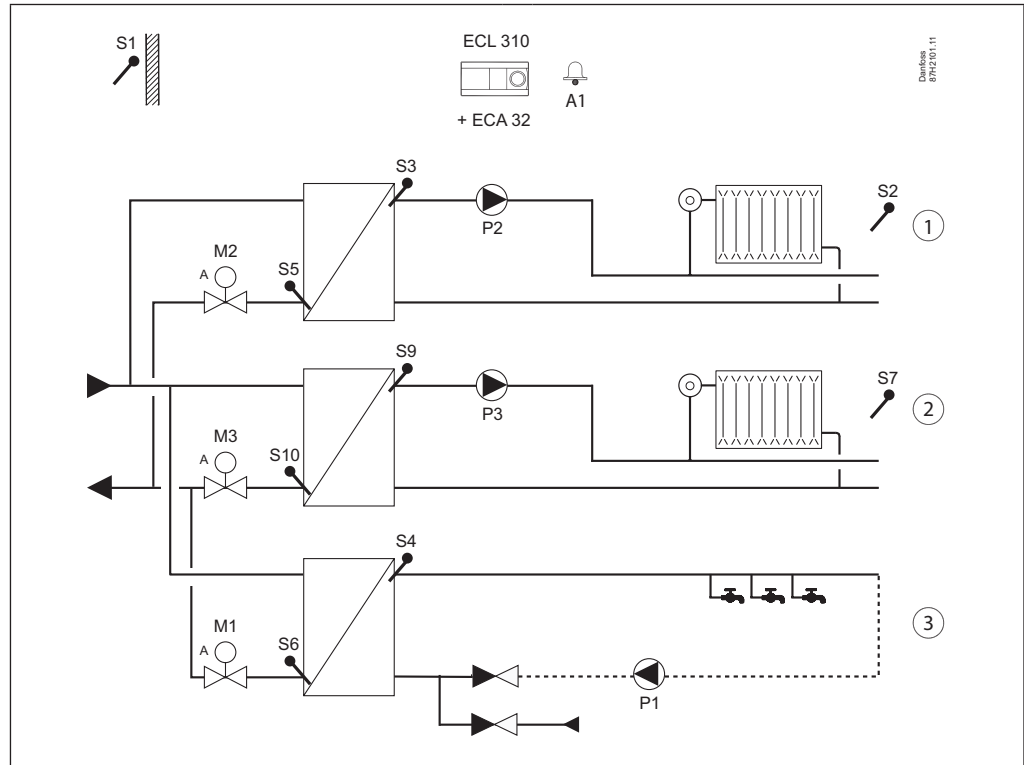 S1
ECL 310
A1
+ ECA 32
Danfoss
87H2101.11
S3
P2
S2
1
M2
A
S5
S9
P3
S7
2
M3
A
S10
S4
3
M1
A
S6
P1